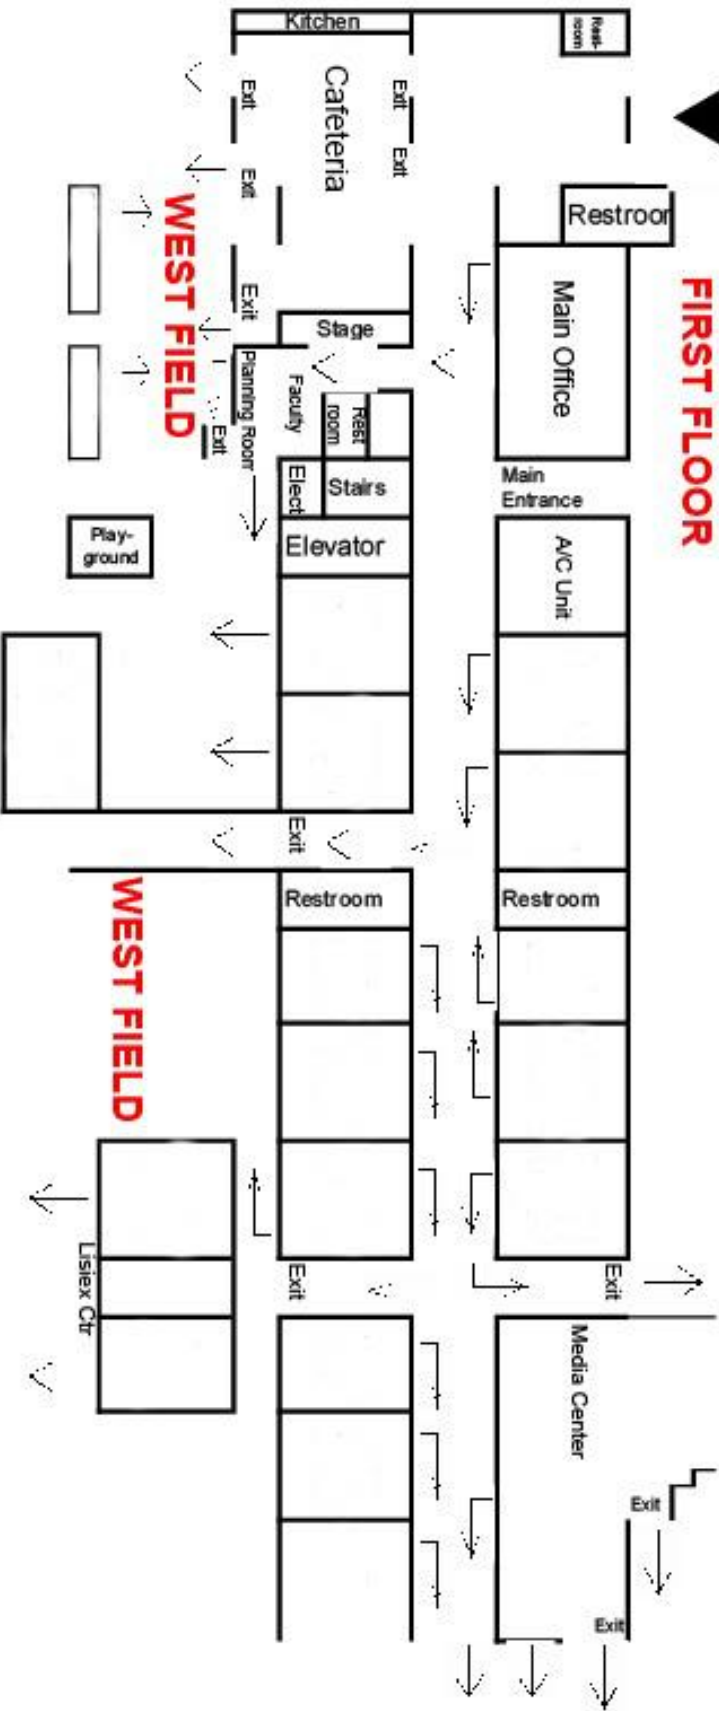 Kitchen
Rest-
room
Cafeteria
Exit
Exit
Exit
Exit
Exit
Restroor
Main Office
FIRST FLOOR
WEST FIELD
Stage
Faculty
Planning Room
Rest
room
Exit
Elect
Stairs
Main
Entrance
Elevator
A/C Unit
Play-
ground
Exit
Restroom
Restroom
WEST FIELD
Exit
Exit
Lisiex Ctr
Media Center
Exit
Exit